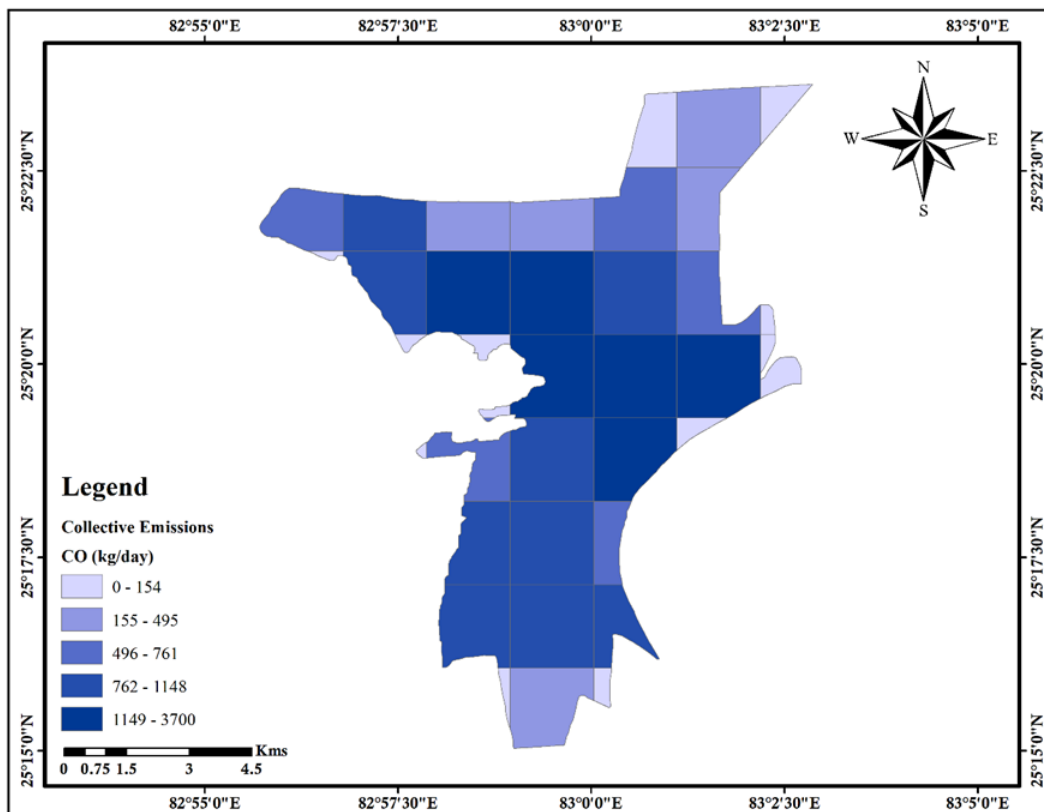 82°55'0"E 82°57'30"E 83°0'0"E 83°2'30"E 83°5'0"E
N
W E
S
25°22'30"N 25°22'30"N
25°20'0"N 25°20'0"N
25°17'30"N 25°17'30"N
25°15'0"N 25°15'0"N
Legend
Collective Emissions
CO (kg/day)
0 - 154
155 - 495
496 - 761
762 - 1148
1149 - 3700
Kms
0 0.75 1.5 3 4.5
82°55'0"E 82°57'30"E 83°0'0"E 83°2'30"E 83°5'0"E